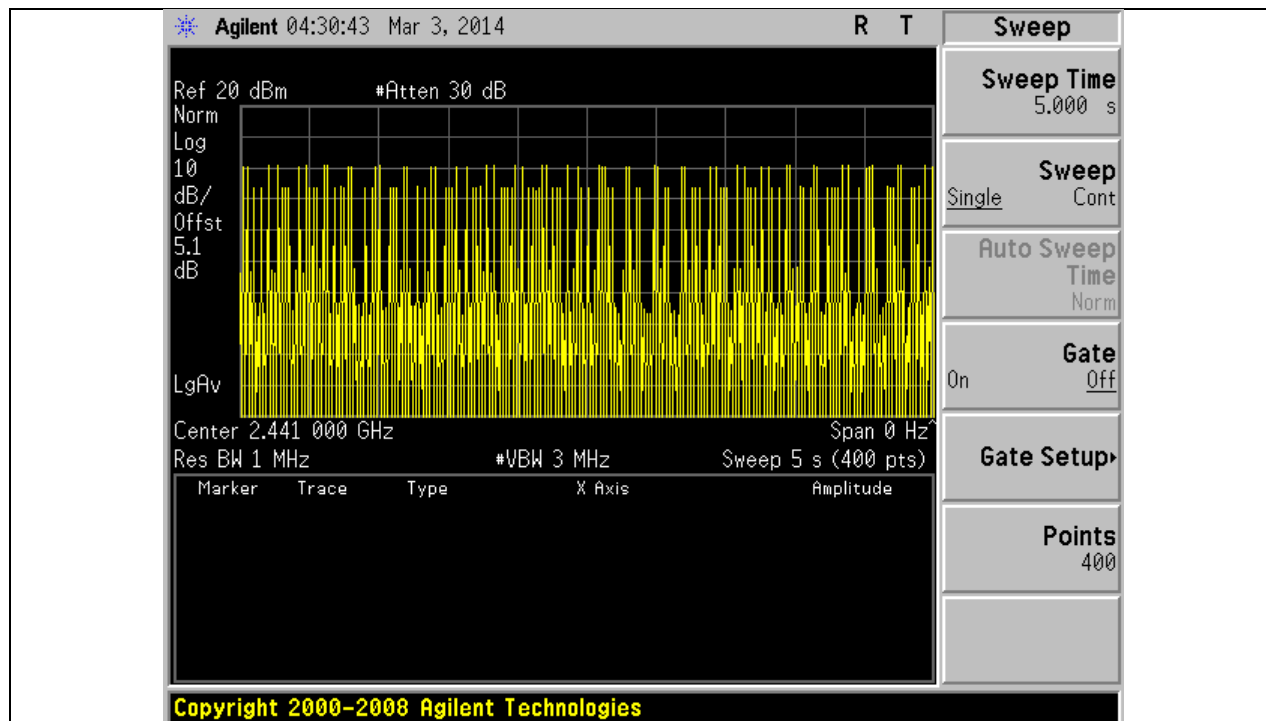 Agilent 04:30:43 Mar 3, 2014 R T
Ref 20 dBm #Atten 30 dB
Norm
Log
10
dB/
Offst
5.1
dB
LgAv
Center 2.441 000 GHz Span 0 Hz^
Res BW 1 MHz #VBW 3 MHz Sweep 5 s (400 pts)
Marker Trace Type X Axis Amplitude
Sweep
Sweep Time
5.000 s
Sweep
Single Cont
Auto Sweep
Time
Norm
Gate
On Off
Gate Setup▸
Points
400
Copyright 2000-2008 Agilent Technologies